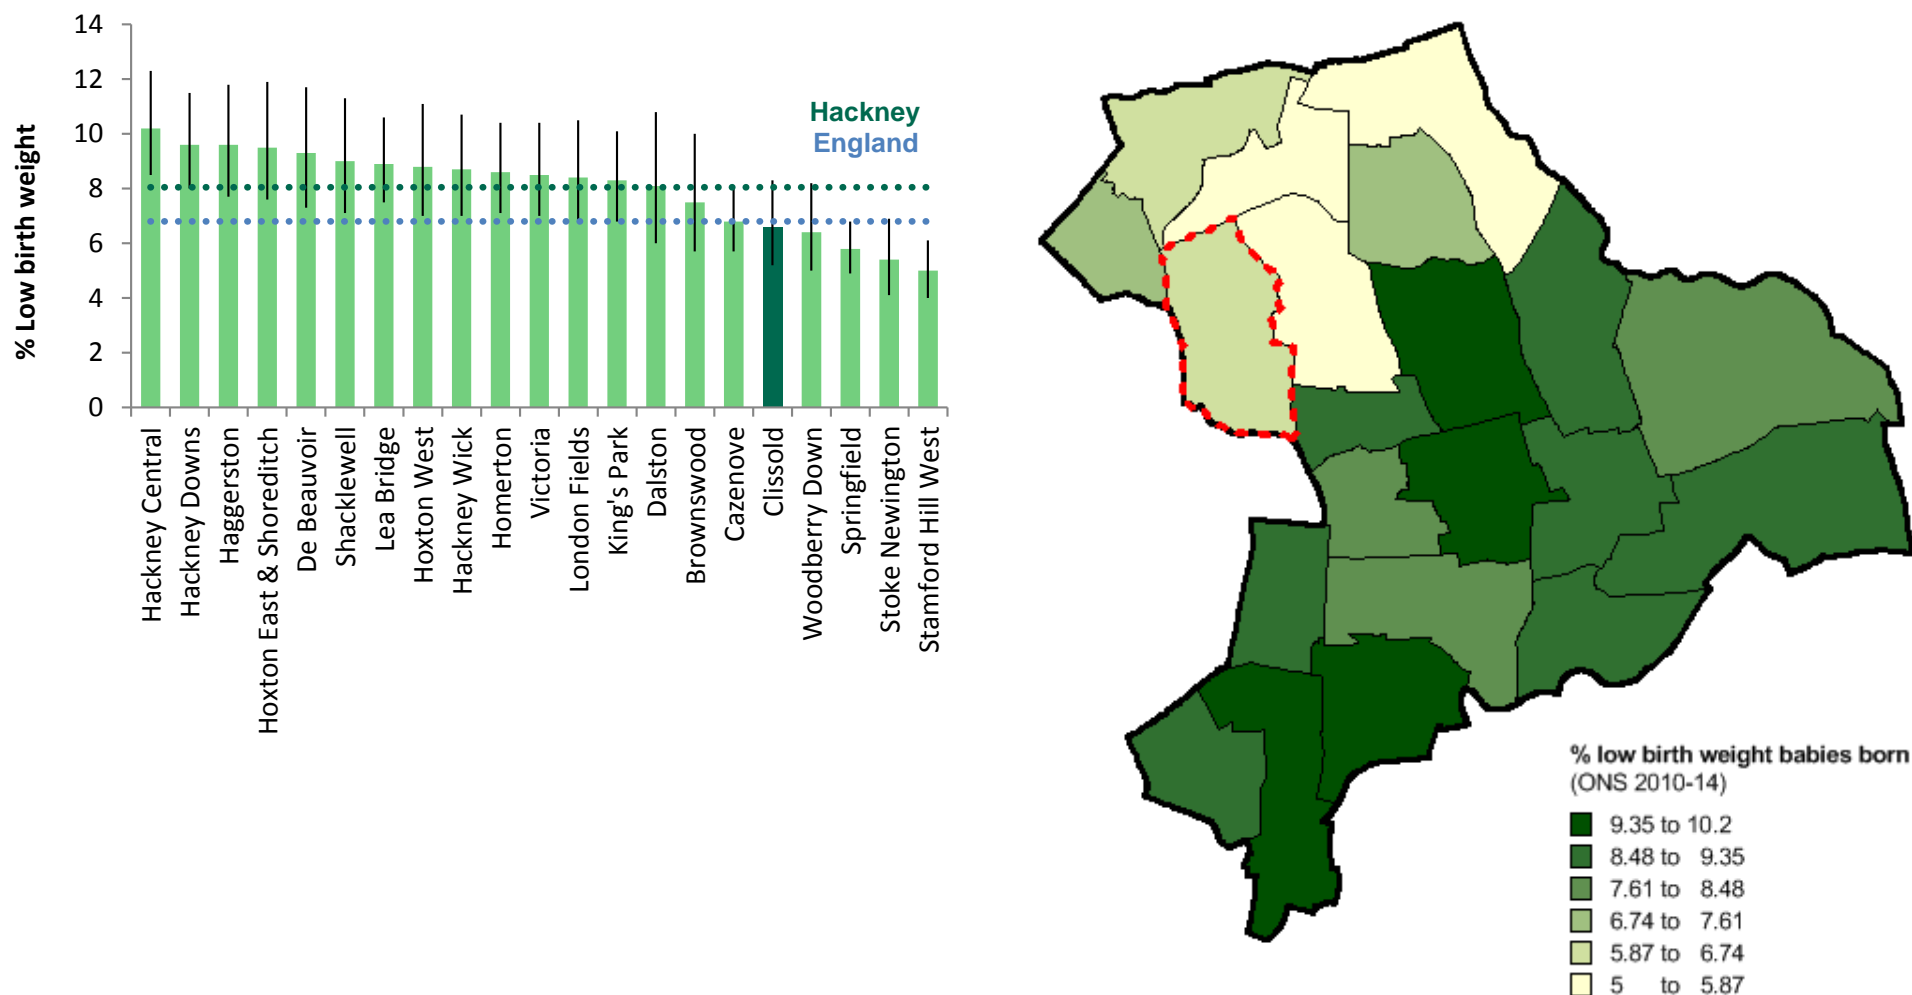 % Low birth weight
14
12
10
8
6
4
2
0
Hackney
England
Hackney Central
Hackney Downs
Haggerston
Hoxton East & Shoreditch
De Beauvoir
Shacklewell
Lea Bridge
Hoxton West
Hackney Wick
Homerton
Victoria
London Fields
King's Park
Dalston
Brownswood
Cazenove
Clissold
Woodberry Down
Springfield
Stoke Newington
Stamford Hill West
% low birth weight babies born
(ONS 2010-14)
9.35 to 10.2
8.48 to 9.35
7.61 to 8.48
6.74 to 7.61
5.87 to 6.74
5 to 5.87